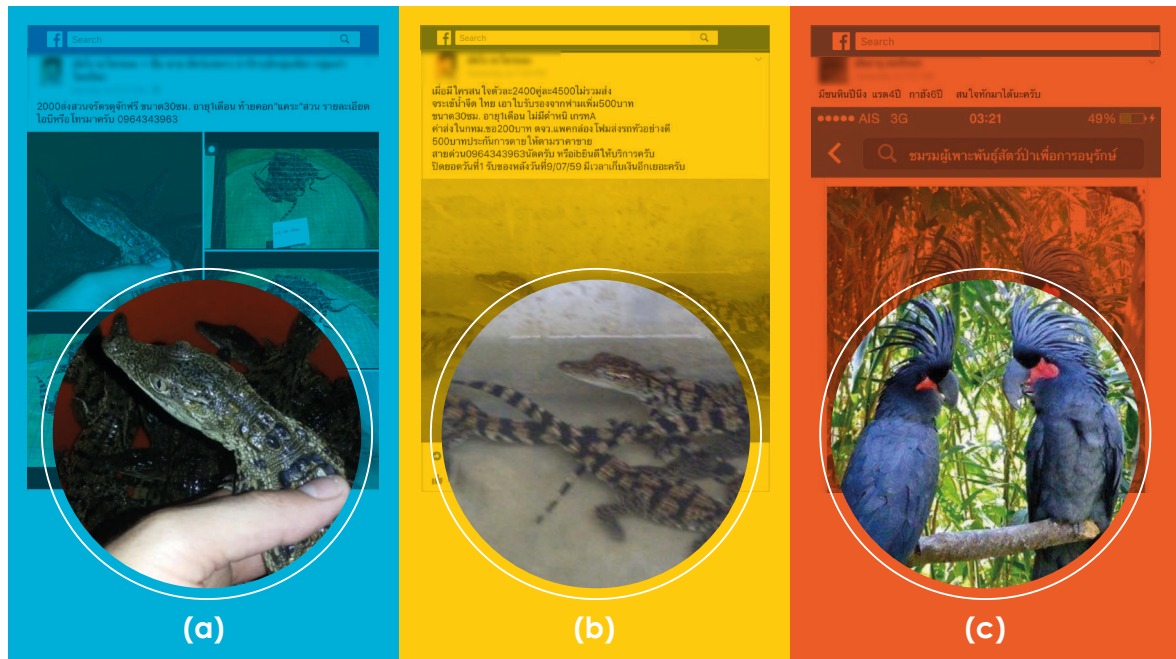 f Search
2000ส่งสวนจรัตรตุจักฟรี ขนาด30ซม. อายุ1เดือน ท้ายคอก"แคระ"สวน รายละเอียด
ไอบีหรือโทรมาครับ 0964343963
(a)
f Search
เผื่อมีใครสนใจตัวละ2400คู่ละ4500ไม่รวมส่ง
จระเข้น้ำจืด ไทย เอาใบรับรองจากฟามเพิ่ม500บาท
ขนาด30ซม. อายุ1เดือน ไม่มีตำหนิ เกรทA
ค่าส่งในกทม.ขอ200บาท ตจว.แพคกล่องโฟมส่งรถทัวอย่างดี
500บาทประกันการตายให้ตามราคาขาย
สายด่วน0964343963นัดครับ หรือibยินดีให้บริการครับ
ปิดยอดวันที่1 รับของหลังวันที่9/07/59 มีเวลาเก็บเงินอีกเยอะครับ
(b)
f Search
มีชนหินปีนึง แรด4ปี กาฮัง6ปี สนใจทักมาได้นะครับ
AIS 3G 03:21 49%
ชมรมผู้เพาะพันธุ์สัตว์ป่าเพื่อการอนุรักษ์
(c)